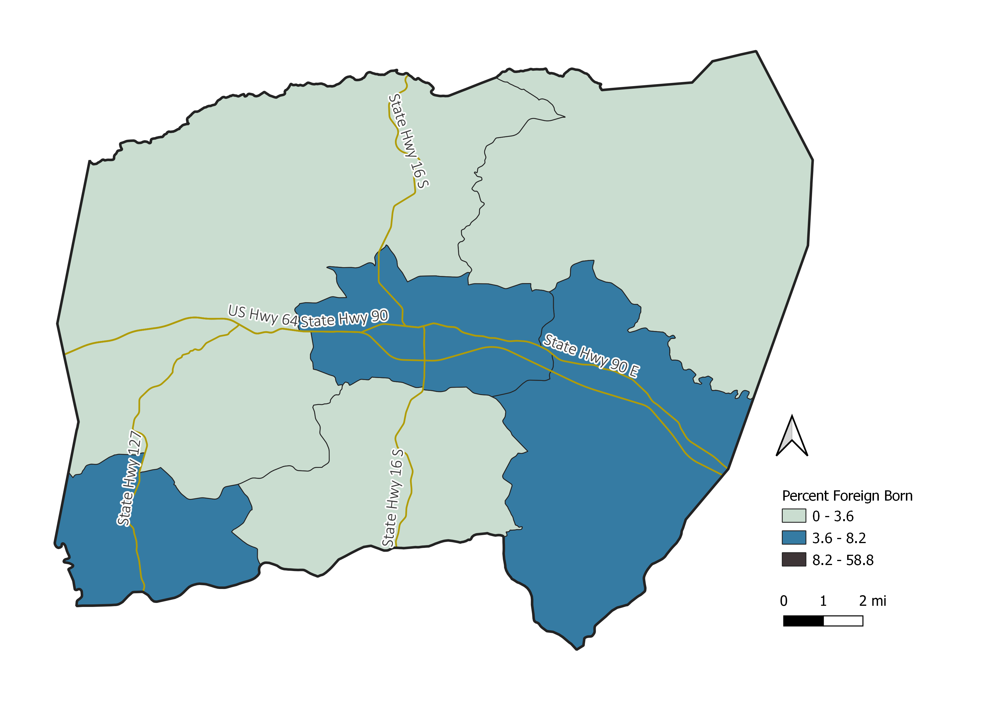 State Hwy 16 S
US Hwy 64
State Hwy 90
State Hwy 90 E
State Hwy 127
State Hwy 16 S
Percent Foreign Born
0 - 3.6
3.6 - 8.2
8.2 - 58.8
0 1 2 mi